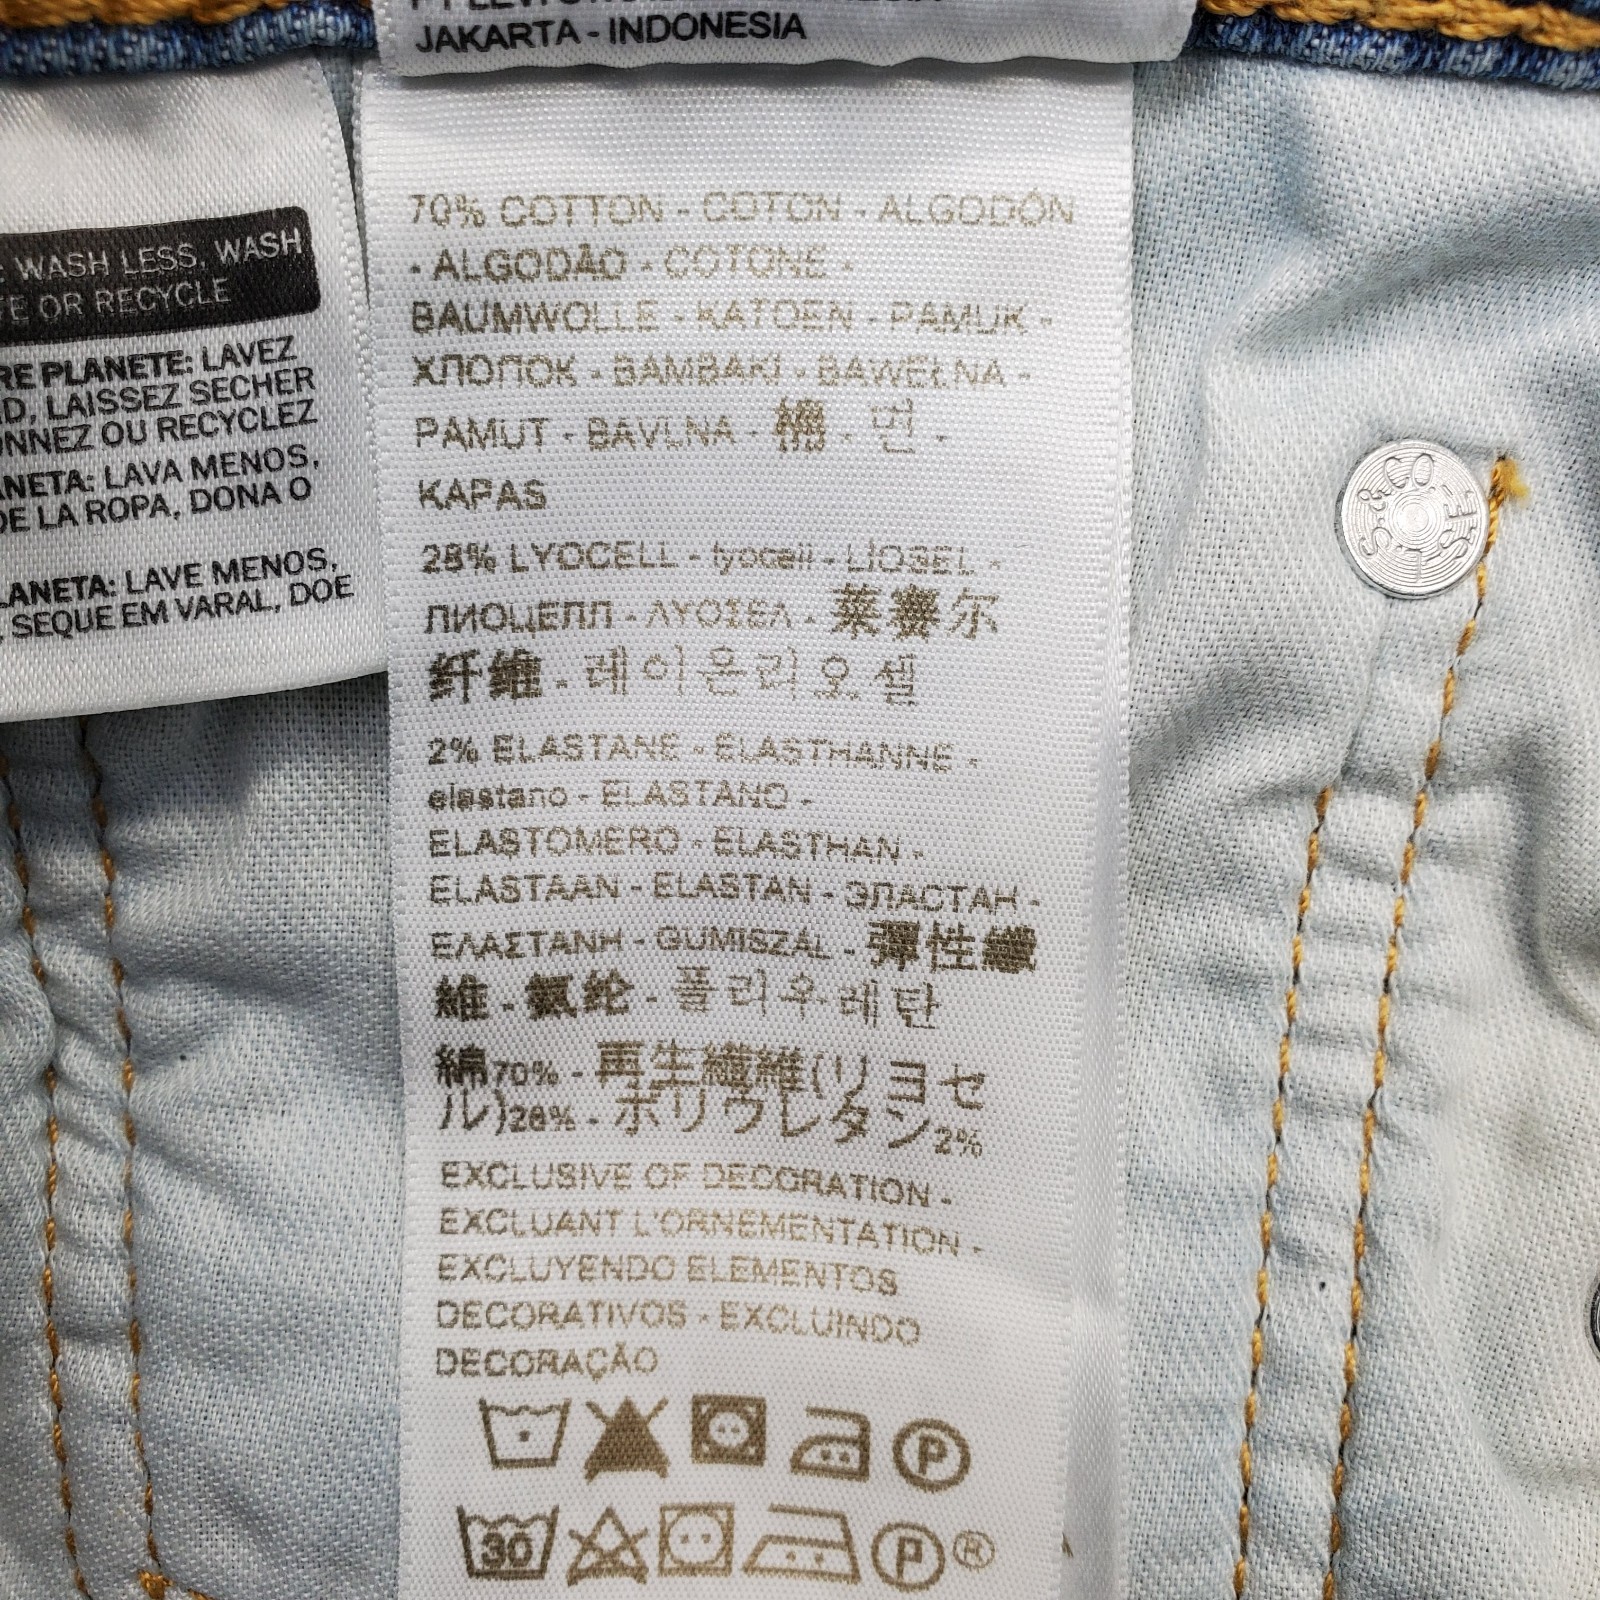 JAKARTA - INDONESIA
WASH LESS, WASH
OR RECYCLE
PLANETE: LAVEZ
LAISSEZ SECHER
OU RECYCLEZ
LAVA MENOS,
DE LA ROPA, DONA O
LAVE MENOS,
SEQUE EM VARAL, DOE
70% COTTON - COTON - ALGODÓN
- ALGODÃO - COTONE -
BAUMWOLLE - KATOEN - PAMUK -
ХЛОПОК - BAMBAKI - BAWEŁNA -
PAMUT - BAVLNA - 棉 - 면 -
KAPAS
28% LYOCELL - lyocell - LIOSEL -
ЛИОЦЕЛЛ - ΛΥΟΣΕΛ - 莱赛尔
纤维 - 레이온리오셀
2% ELASTANE - ELASTHANNE -
elastano - ELASTANO -
ELASTOMERO - ELASTHAN -
ELASTAAN - ELASTAN - ЭЛАСТАН -
ΕΛΑΣΤΑΝΗ - GUMISZÁL - 彈性纖
維 - 氨纶 - 폴리우레탄
綿70% - 再生繊維(リヨセ
ル)28% - ポリウレタン2%
EXCLUSIVE OF DECORATION -
EXCLUANT L'ORNEMENTATION -
EXCLUYENDO ELEMENTOS
DECORATIVOS - EXCLUINDO
DECORAÇÃO
P
30 P ®